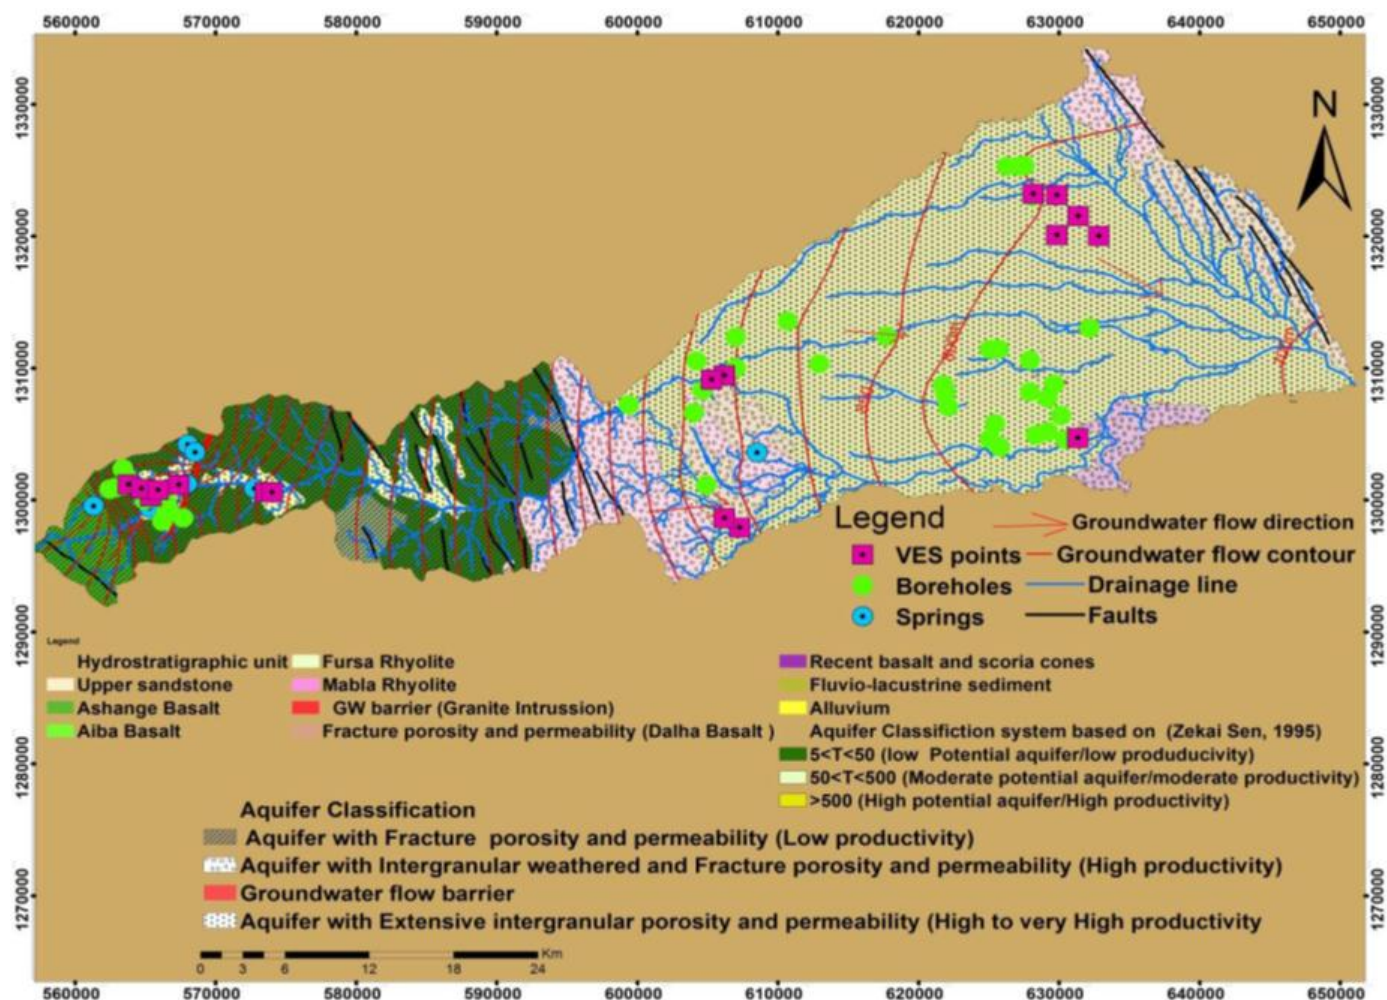 560000 570000 580000 590000 600000 610000 620000 630000 640000 650000
1330000 1330000
N
1320000 1320000
1310000 1310000
1300000 1300000
Legend
Groundwater flow direction
VES points
Groundwater flow contour
Boreholes
Drainage line
Springs
Faults
1290000 1290000
Legend
Hydrostratigraphic unit
Upper sandstone
Ashange Basalt
Aiba Basalt
Fursa Rhyolite
Mabla Rhyolite
GW barrier (Granite Intrussion)
Fracture porosity and permeability (Dalha Basalt )
Recent basalt and scoria cones
Fluvio-lacustrine sediment
Alluvium
Aquifer Classifiction system based on (Zekai Sen, 1995)
5<T<50 (low Potential aquifer/low produducivity)
50<T<500 (Moderate potential aquifer/moderate productivity)
>500 (High potential aquifer/High productivity)
1280000 1280000
Aquifer Classification
Aquifer with Fracture porosity and permeability (Low productivity)
Aquifer with Intergranular weathered and Fracture porosity and permeability (High productivity)
Groundwater flow barrier
Aquifer with Extensive intergranular porosity and permeability (High to very High productivity
1270000 1270000
Km
0 3 6 12 18 24
560000 570000 580000 590000 600000 610000 620000 630000 640000 650000